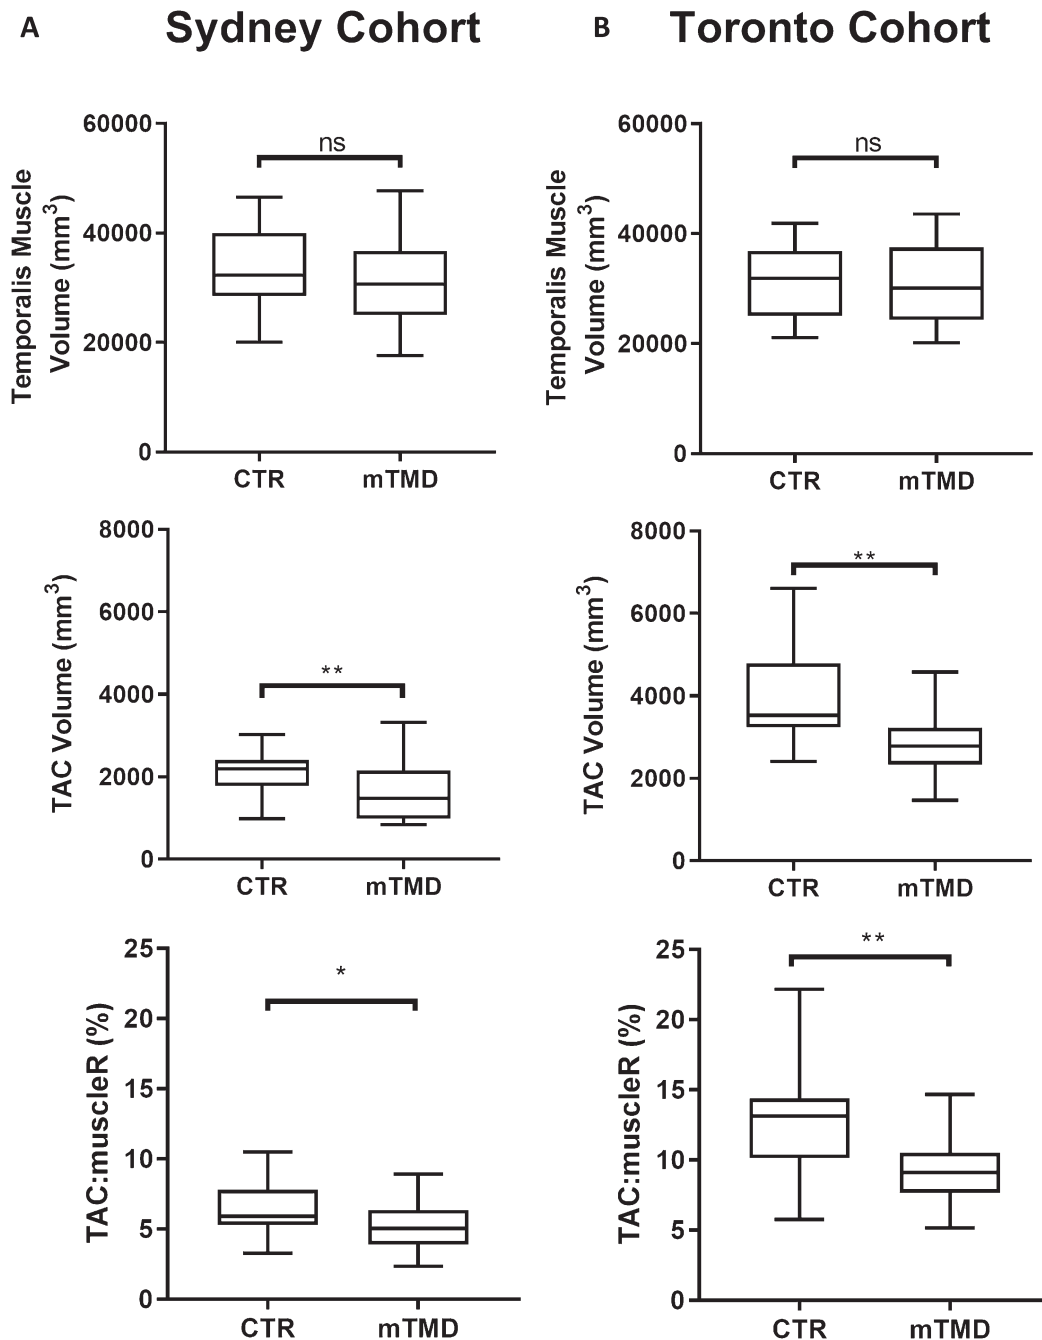 A Sydney Cohort
B Toronto Cohort
Temporalis Muscle
Volume (mm³)
60000
40000
20000
0
ns
CTR mTMD
Temporalis Muscle
Volume (mm³)
60000
40000
20000
0
ns
CTR mTMD
TAC Volume (mm³)
8000
6000
4000
2000
0
**
CTR mTMD
TAC Volume (mm³)
8000
6000
4000
2000
0
**
CTR mTMD
TAC:muscleR (%)
25
20
15
10
5
0
*
CTR mTMD
TAC:muscleR (%)
25
20
15
10
5
0
**
CTR mTMD